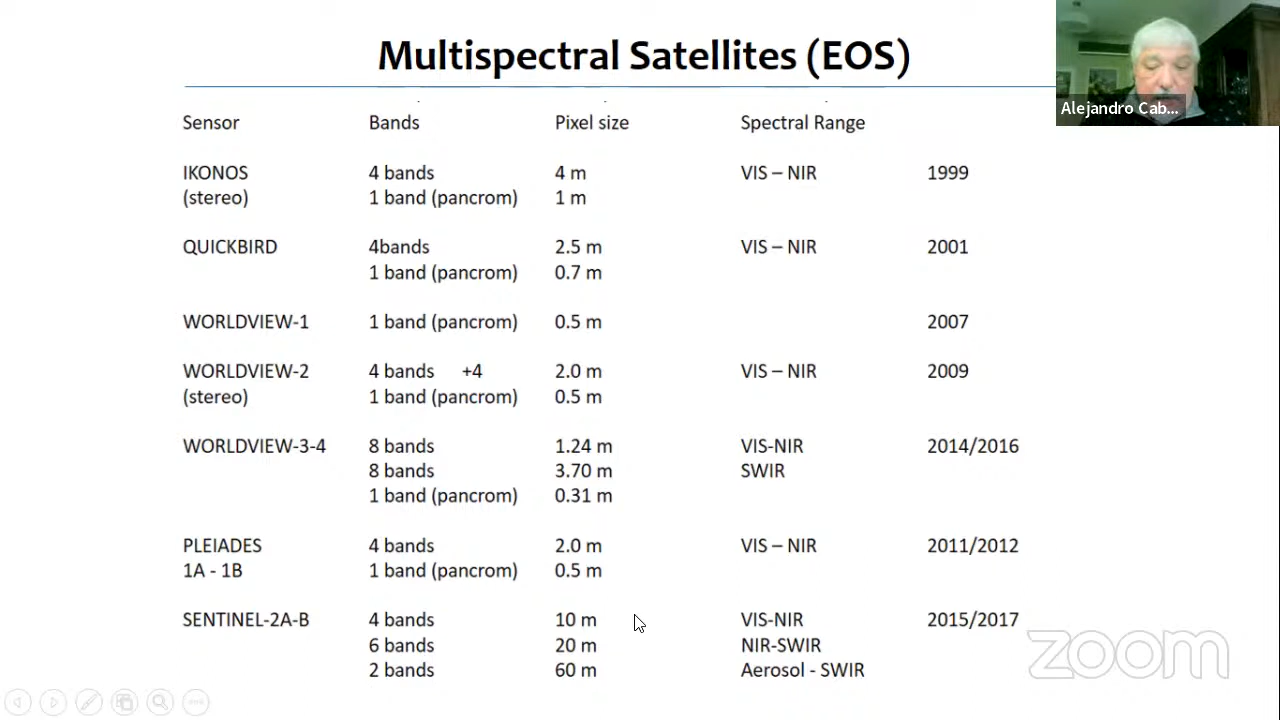 Multispectral Satellites (EOS)
Alejandro Cab...
Sensor Bands Pixel size Spectral Range
IKONOS 4 bands 4 m VIS – NIR 1999
(stereo) 1 band (pancrom) 1 m
QUICKBIRD 4bands 2.5 m VIS – NIR 2001
1 band (pancrom) 0.7 m
WORLDVIEW-1 1 band (pancrom) 0.5 m 2007
WORLDVIEW-2 4 bands +4 2.0 m VIS – NIR 2009
(stereo) 1 band (pancrom) 0.5 m
WORLDVIEW-3-4 8 bands 1.24 m VIS-NIR 2014/2016
8 bands 3.70 m SWIR
1 band (pancrom) 0.31 m
PLEIADES 4 bands 2.0 m VIS – NIR 2011/2012
1A - 1B 1 band (pancrom) 0.5 m
SENTINEL-2A-B 4 bands 10 m VIS-NIR 2015/2017
6 bands 20 m NIR-SWIR
2 bands 60 m Aerosol - SWIR
zoom